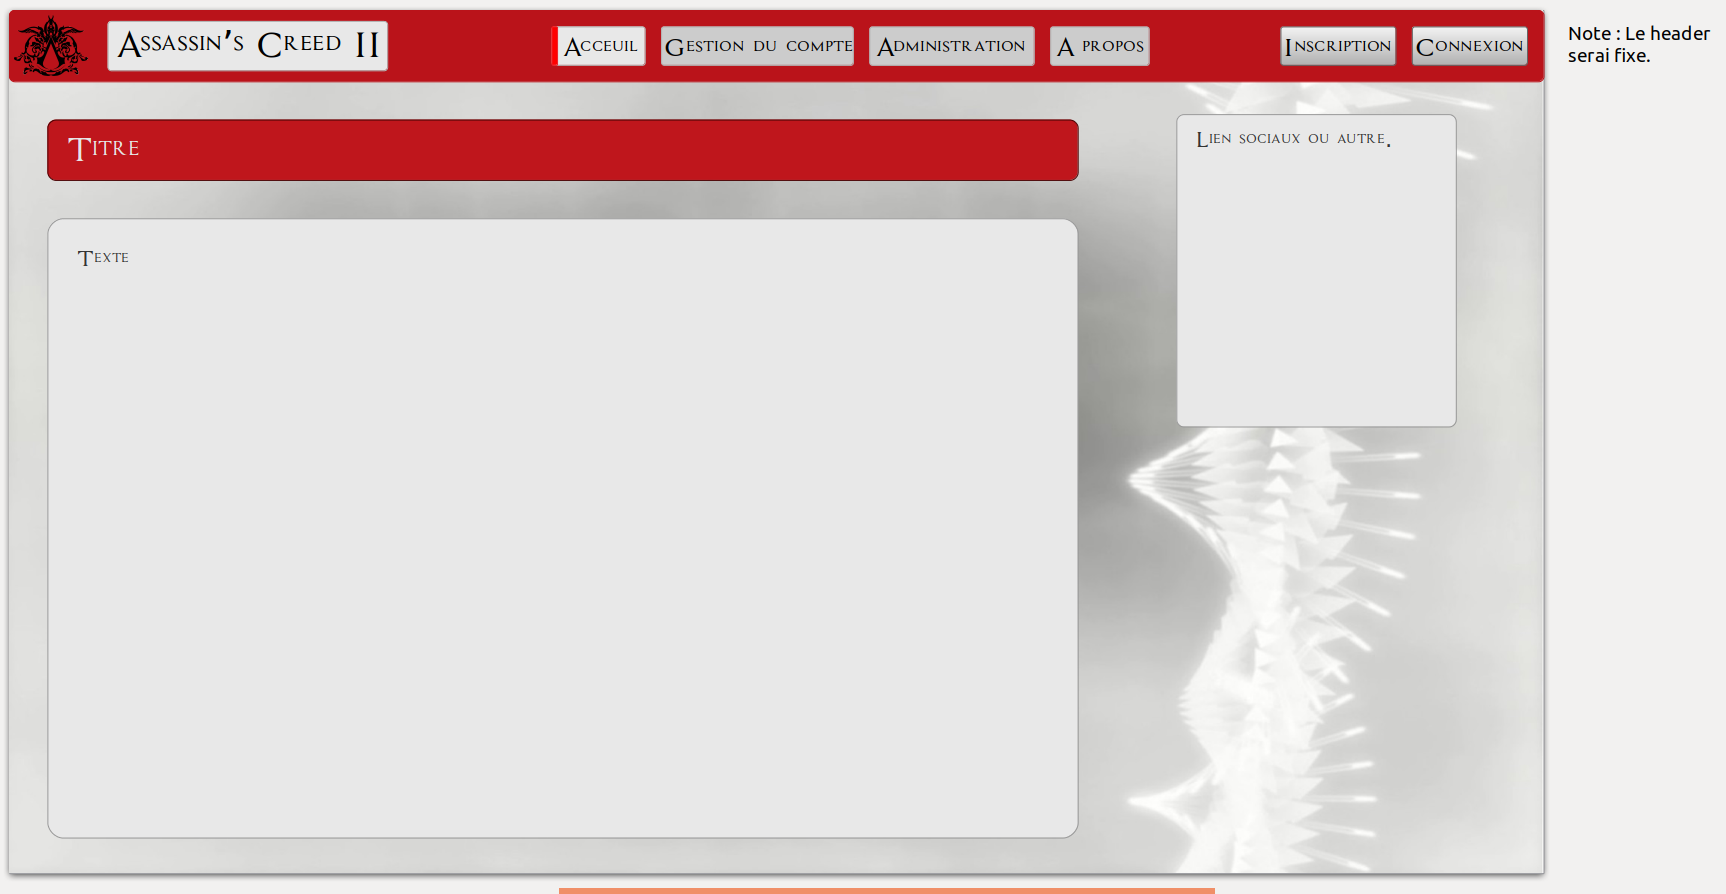 Assassin's Creed II
Acceuil
Gestion du compte
Administration
A propos
Inscription
Connexion
Note : Le header
serai fixe.
Titre
Lien sociaux ou autre.
Texte